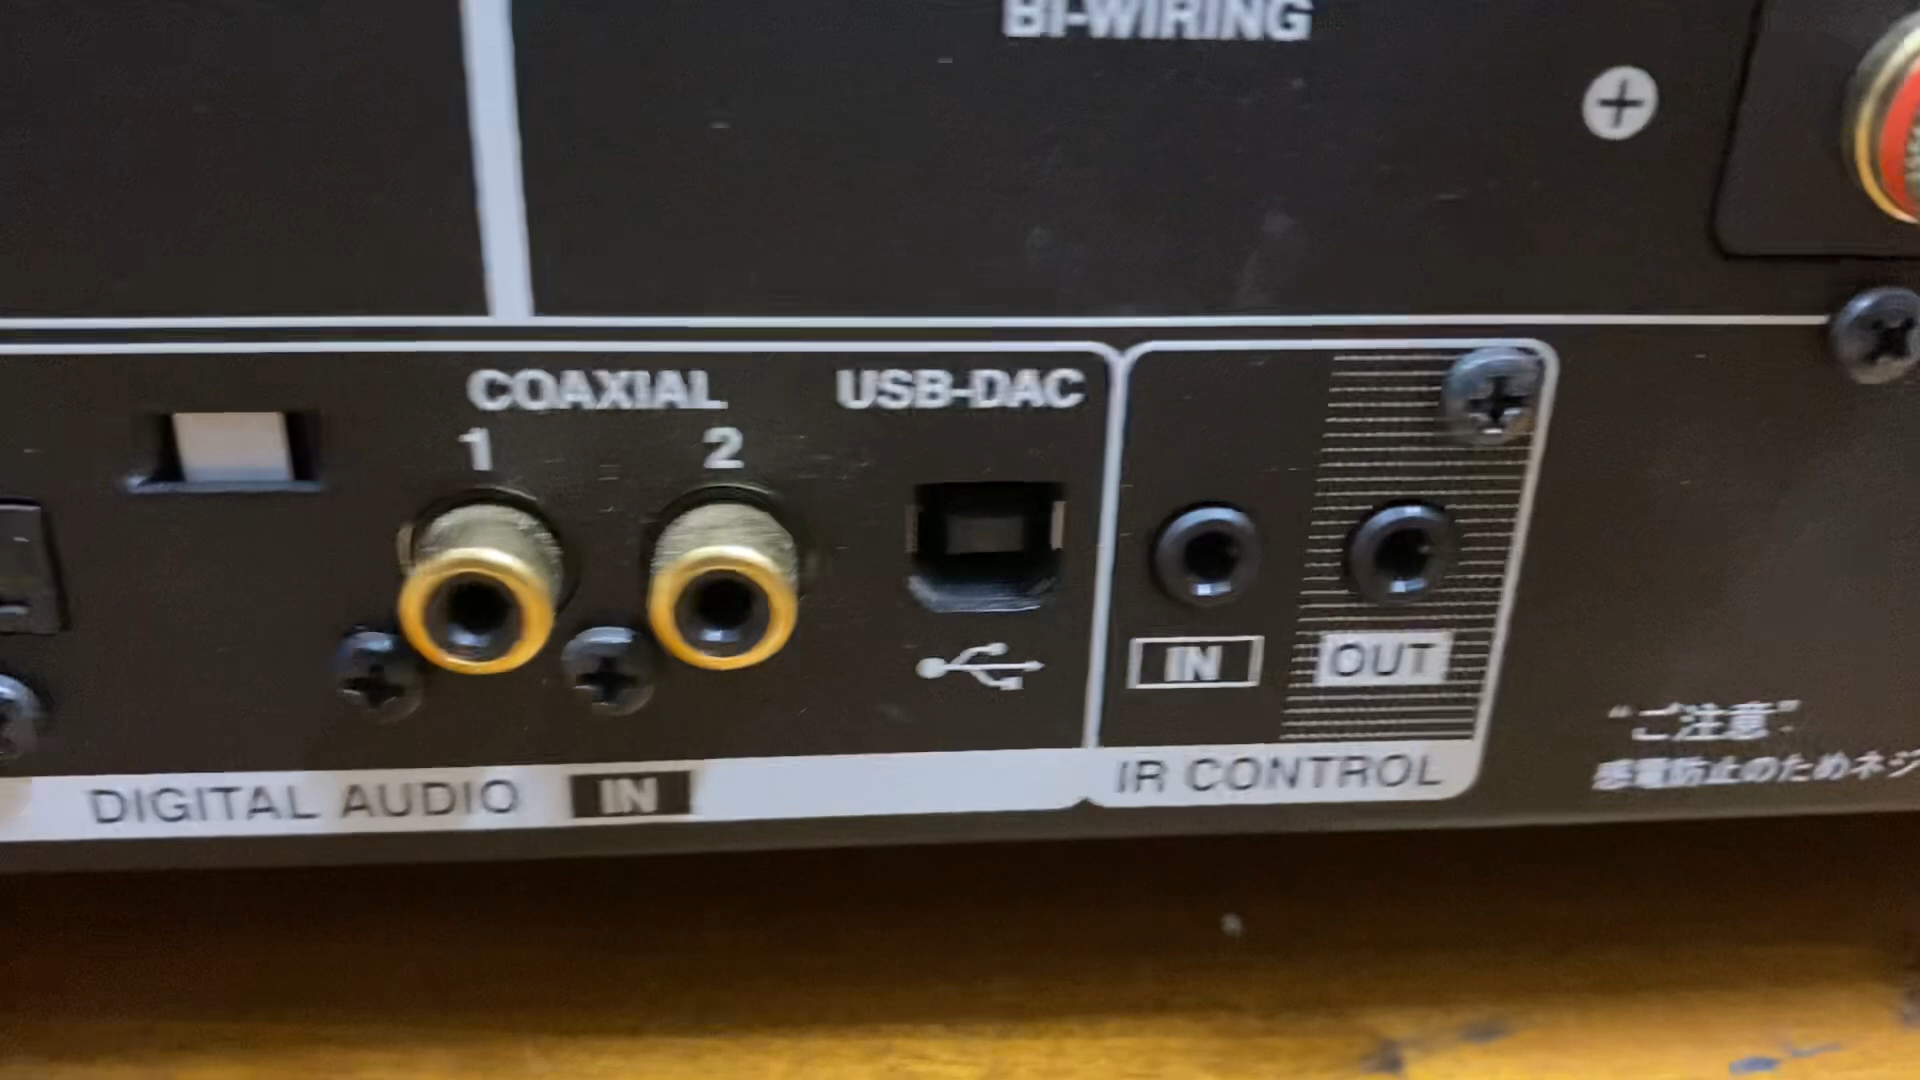 BI-WIRING
COAXIAL
1 2
USB-DAC
IN
OUT
DIGITAL AUDIO IN
IR CONTROL
“ご注意”
感電防止のためネジ